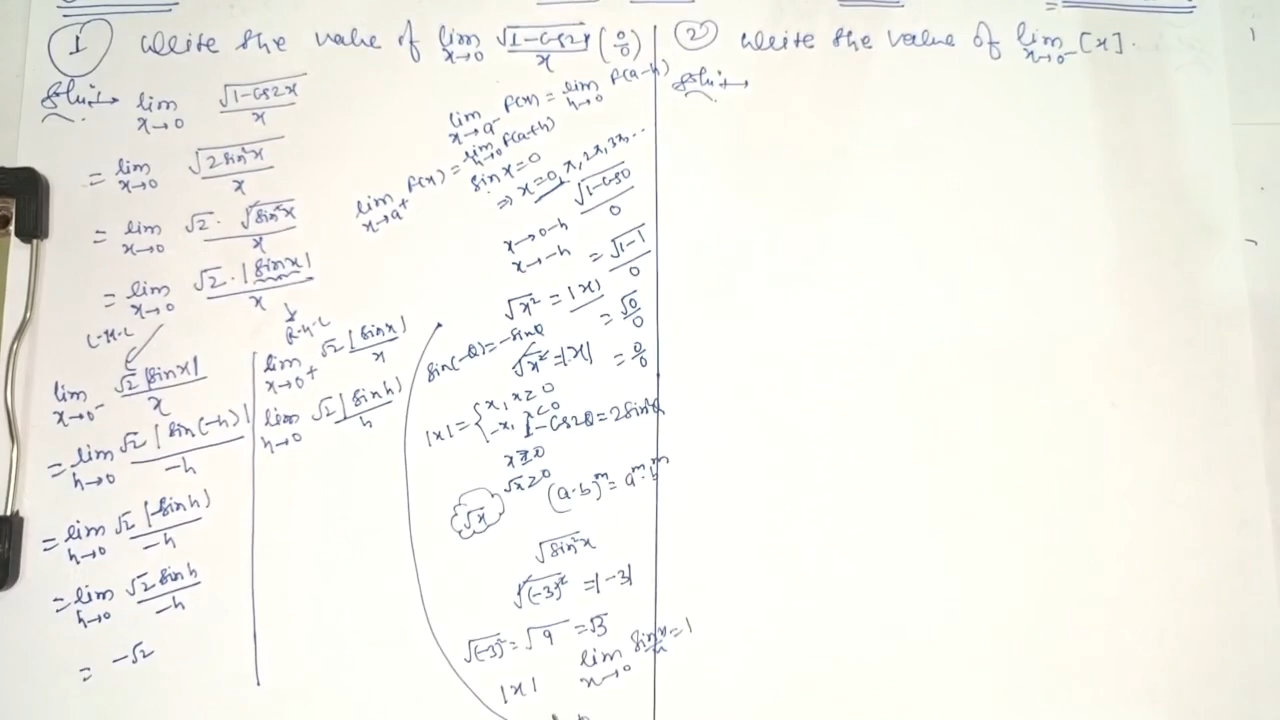 1 Write the value of lim x→0 √(1-cos2x)/x (0/0)
Soln:→ lim x→0 √(1-cos2x)/x
= lim x→0 √(2sin²x)/x
= lim x→0 √2 · √(sin²x)/x
= lim x→0 √2 · |sinx|/x
L-H-L
lim x→0⁻ √2|sinx|/x
= lim h→0 √2|sin(-h)|/-h
= lim h→0 √2|-sinh|/-h
= lim h→0 √2 sinh/-h
= -√2
R-H-L
lim x→0+ √2|sinx|/x
lim h→0 √2|sinh|/h
lim x→a⁻ f(x) = lim h→0 f(a-h)
lim x→a+ f(x) = lim h→0 f(a+h)
sinx=0
⇒ x=0, π, 2π, 3π, ...
√(1-cos0)/0
x→0-h
x→-h
= √(1-1)/0
√x² = |x|
= √0/0
sin(-θ) = -sinθ
√x² = |x|
= 0/0
|x| = { x, x≥0
-x, x<0
1-cos2θ = 2sin²θ
x≥0
√x≥0
√x
(a·b)^m = a^m·b^m
√sin²x
√(-3)² = |-3|
√(-3)² = √9 = √3
|x|
lim x→0 sinx/x = 1
2 Write the value of lim x→0⁻ [x].
Soln:→